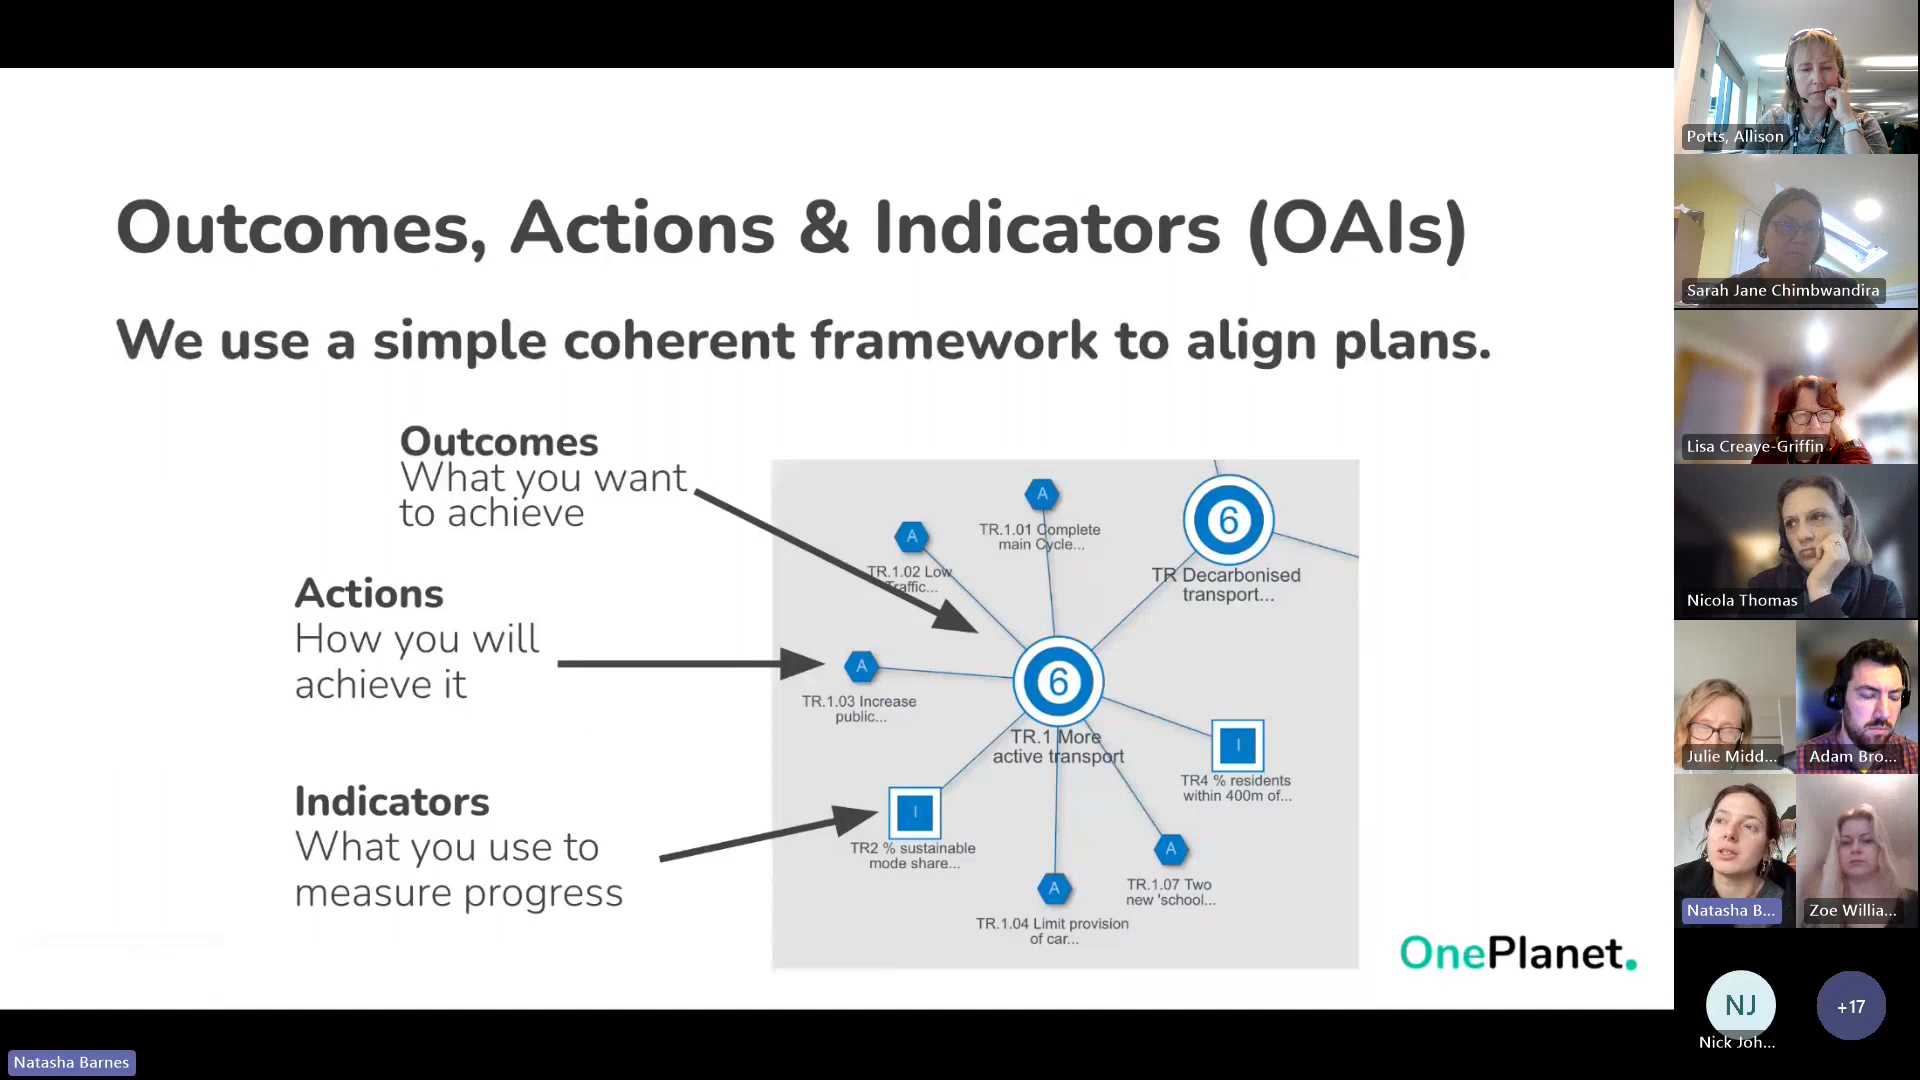 Outcomes, Actions & Indicators (OAIs)
We use a simple coherent framework to align plans.
Outcomes
What you want
to achieve
Actions
How you will
achieve it
Indicators
What you use to
measure progress
A
TR.1.01 Complete
main Cycle...
A
TR.1.02 Low
Traffic...
6
TR Decarbonised
transport...
A
TR.1.03 Increase
public...
6
TR.1 More
active transport
I
TR4 % residents
within 400m of...
I
TR2 % sustainable
mode share...
A
TR.1.07 Two
new 'school...
A
TR.1.04 Limit provision
of car...
OnePlanet.
Natasha Barnes
Potts, Allison
Sarah Jane Chimbwandira
Lisa Creaye-Griffin
Nicola Thomas
Julie Midd...
Adam Bro...
Natasha B...
Zoe Willia...
NJ
Nick Joh...
+17